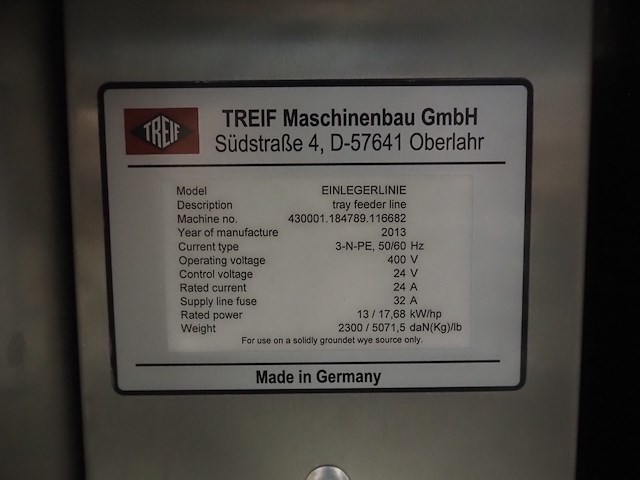 TREIF
TREIF Maschinenbau GmbH
Südstraße 4, D-57641 Oberlahr
Model EINLEGERLINIE
Description tray feeder line
Machine no. 430001.184789.116682
Year of manufacture 2013
Current type 3-N-PE, 50/60 Hz
Operating voltage 400 V
Control voltage 24 V
Rated current 24 A
Supply line fuse 32 A
Rated power 13 / 17,68 kW/hp
Weight 2300 / 5071,5 daN(Kg)/lb
For use on a solidly groundet wye source only.
Made in Germany